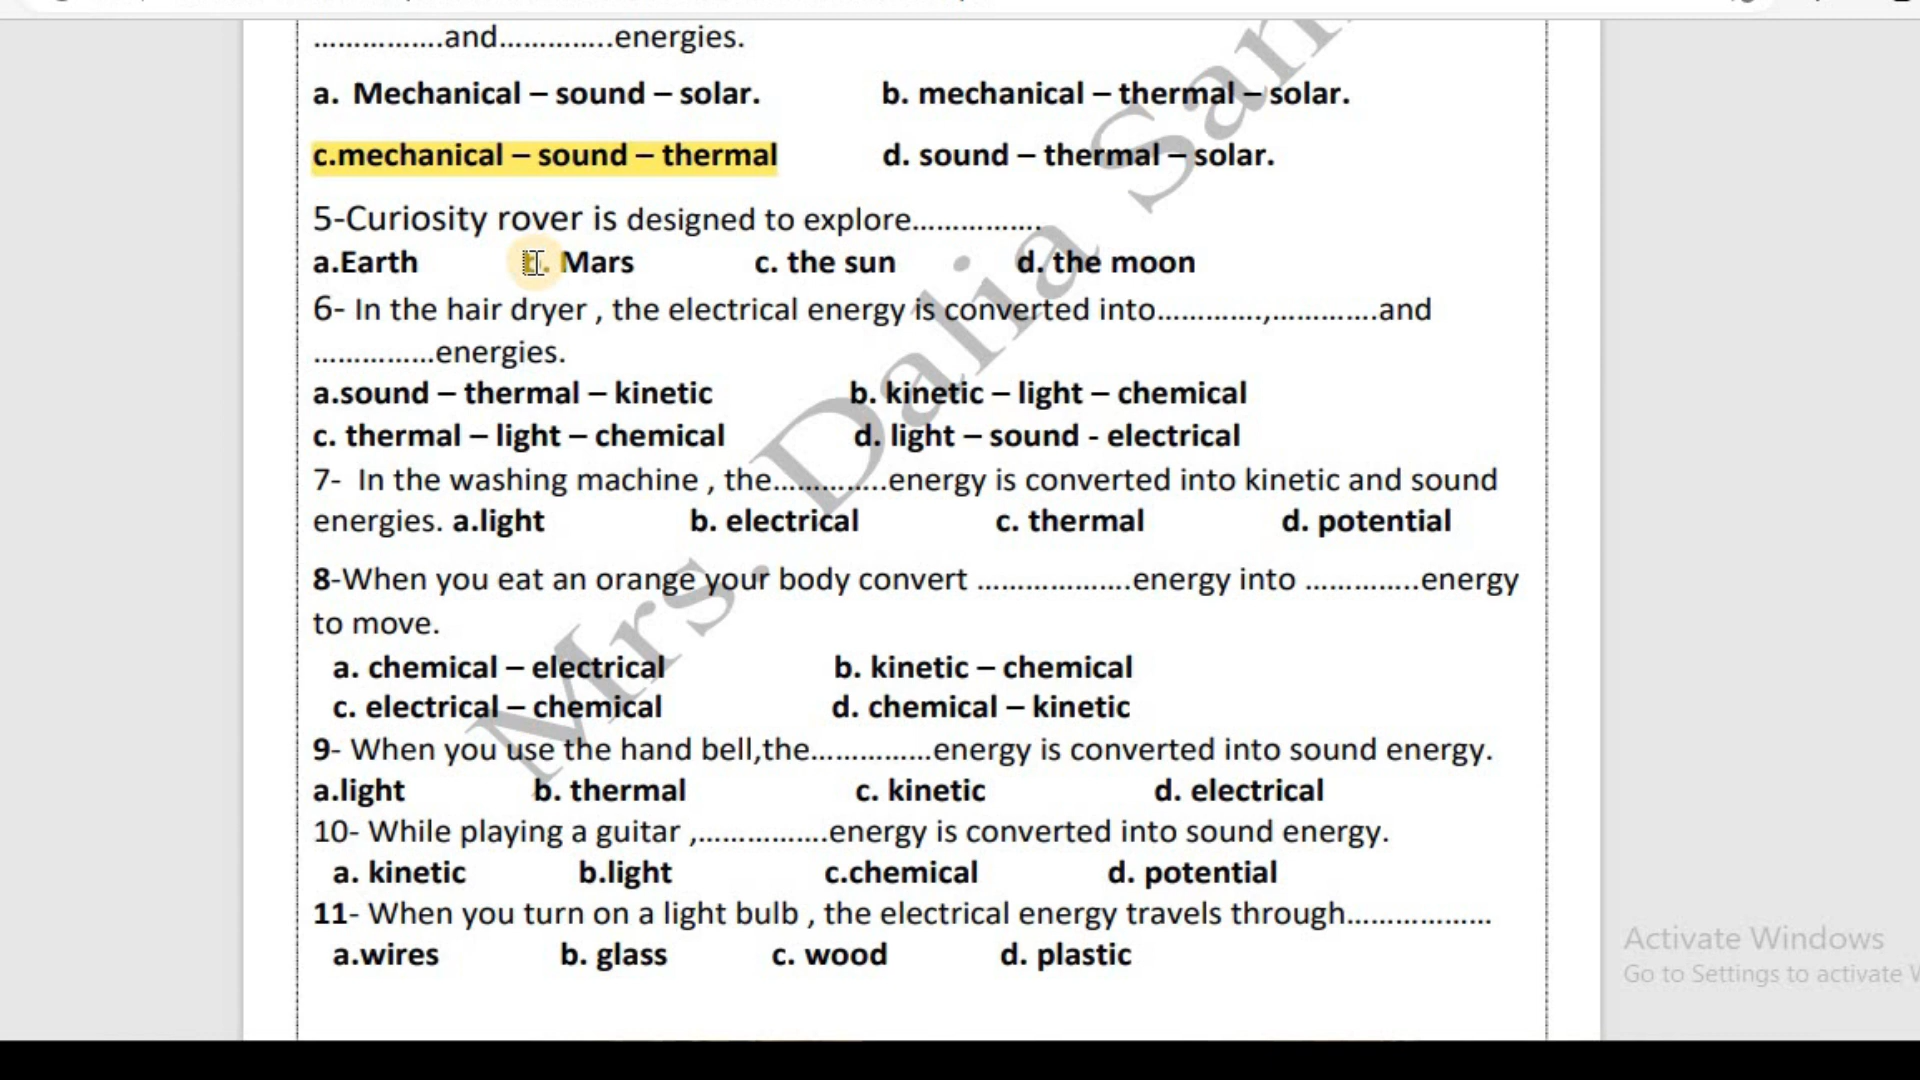 ................and..............energies.
a. Mechanical – sound – solar. b. mechanical – thermal – solar.
c.mechanical – sound – thermal d. sound – thermal – solar.
5-Curiosity rover is designed to explore................
a.Earth b. Mars c. the sun d. the moon
6- In the hair dryer , the electrical energy is converted into.............,.............and
...............energies.
a.sound – thermal – kinetic b. kinetic – light – chemical
c. thermal – light – chemical d. light – sound - electrical
7- In the washing machine , the..............energy is converted into kinetic and sound
energies. a.light b. electrical c. thermal d. potential
8-When you eat an orange your body convert ...................energy into ..............energy
to move.
a. chemical – electrical b. kinetic – chemical
c. electrical – chemical d. chemical – kinetic
9- When you use the hand bell,the...............energy is converted into sound energy.
a.light b. thermal c. kinetic d. electrical
10- While playing a guitar ,................energy is converted into sound energy.
a. kinetic b.light c.chemical d. potential
11- When you turn on a light bulb , the electrical energy travels through..................
a.wires b. glass c. wood d. plastic
Mrs. Dalia
Activate Windows
Go to Settings to activate